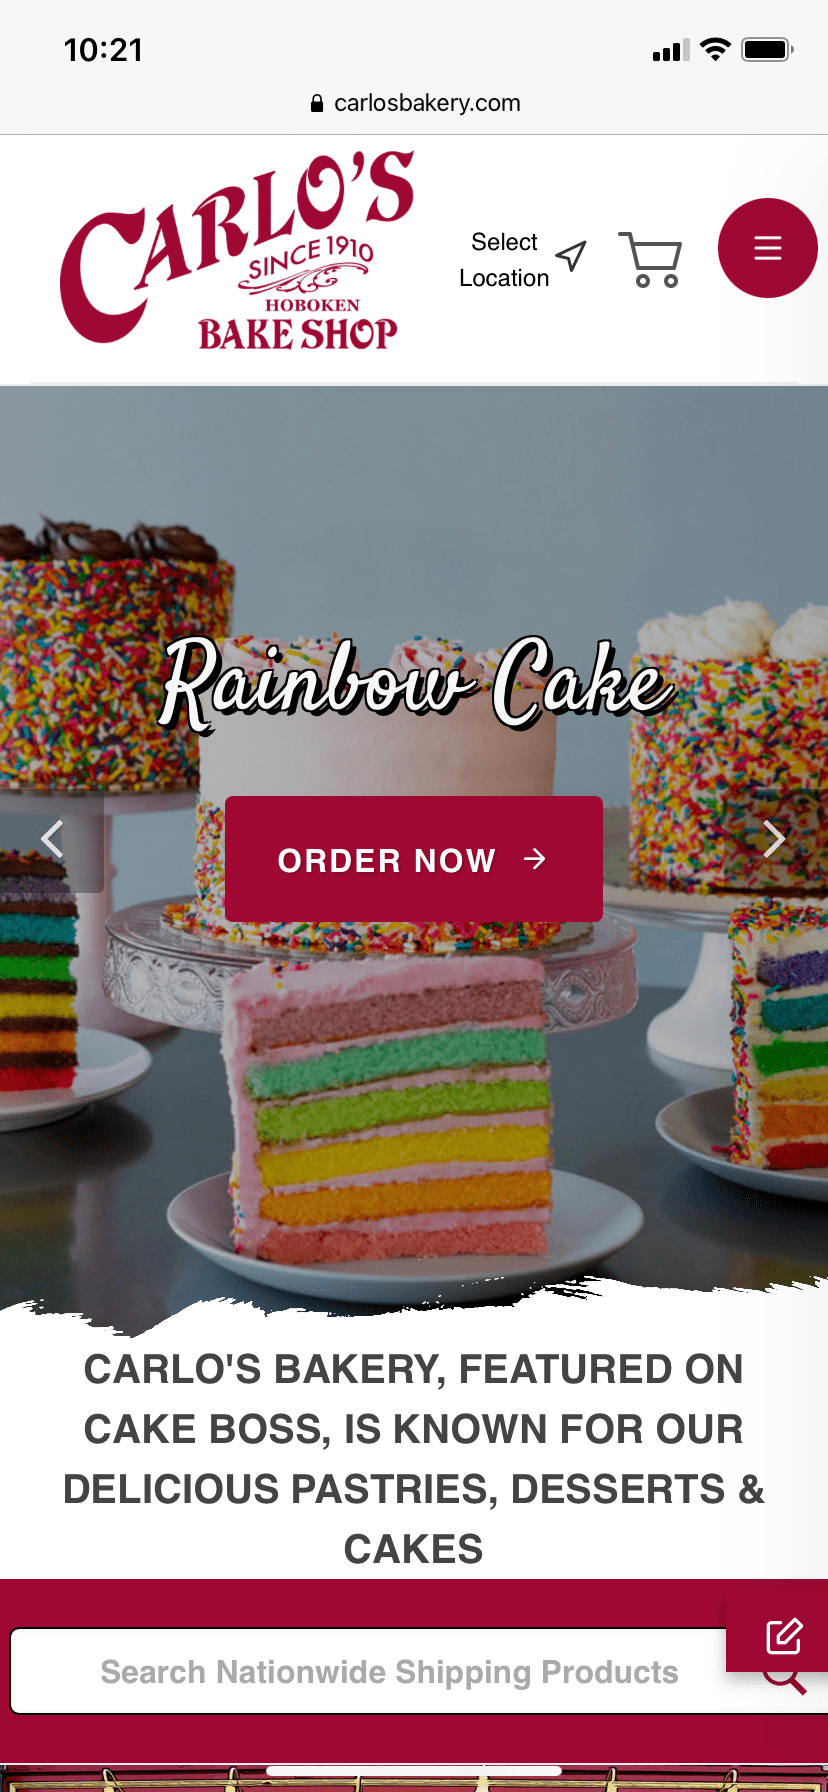 10:21
carlosbakery.com
CARLO'S
SINCE 1910
HOBOKEN
BAKE SHOP
Select
Location
Rainbow Cake
ORDER NOW
CARLO'S BAKERY, FEATURED ON
CAKE BOSS, IS KNOWN FOR OUR
DELICIOUS PASTRIES, DESSERTS &
CAKES
Search Nationwide Shipping Products